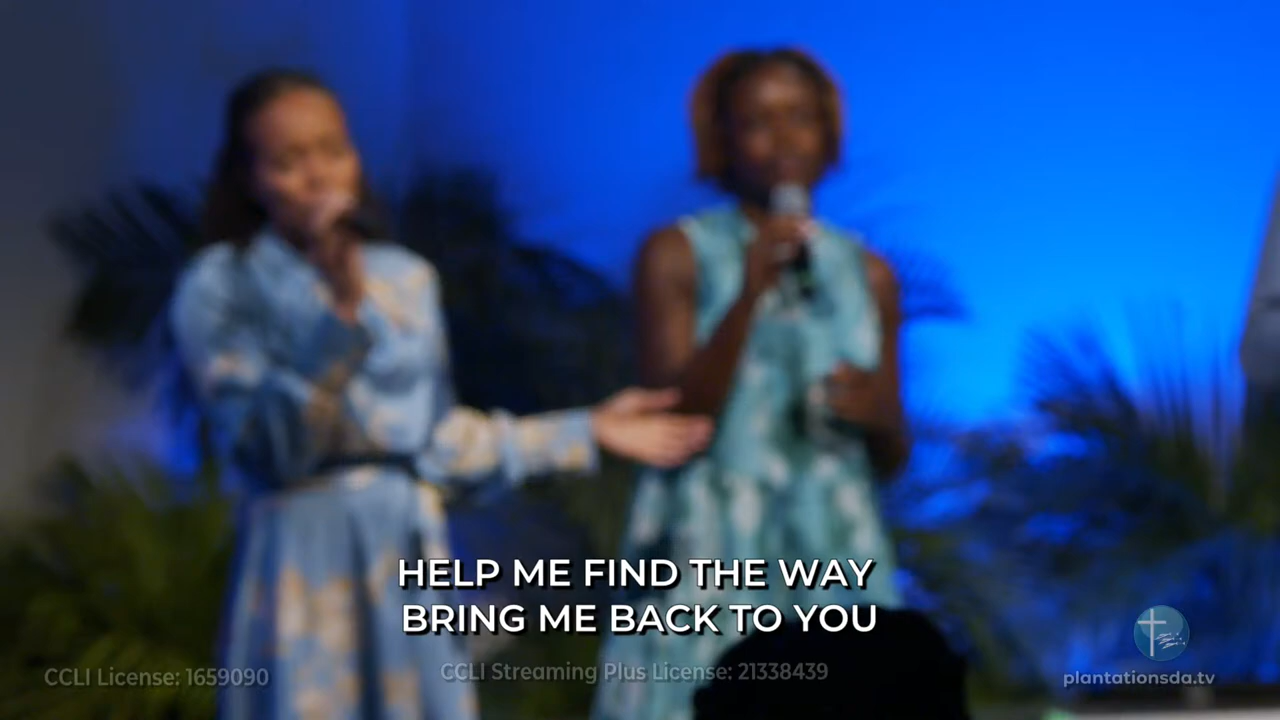 HELP ME FIND THE WAY
BRING ME BACK TO YOU
CCLI License: 1659090
CCLI Streaming Plus License: 21338439
plantationsda.tv